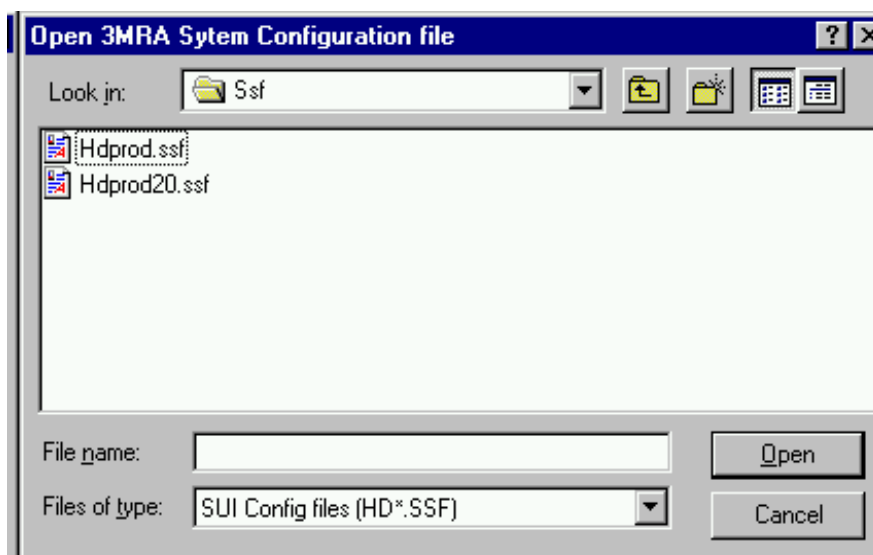 Open 3MRA Sytem Configuration file
Look in: Ssf
Hdprod.ssf
Hdprod20.ssf
File name:
Open
Files of type: SUI Config files (HD*.SSF)
Cancel